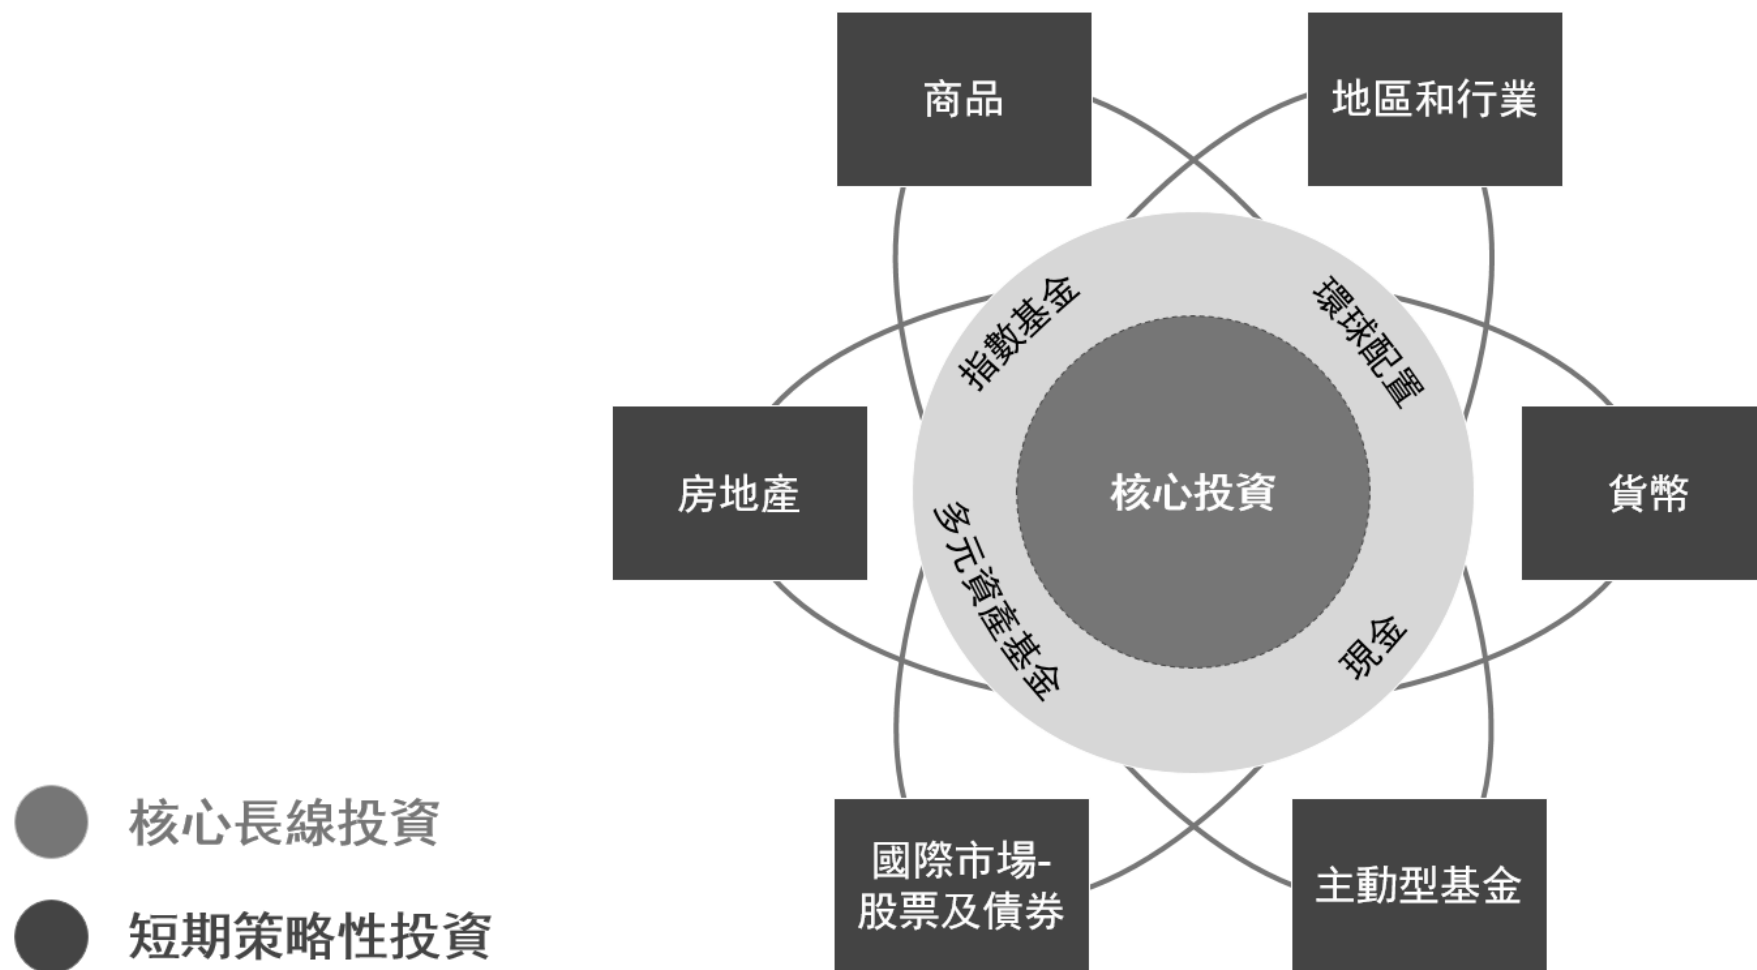 商品
地區和行業
指數基金
環球配置
房地產
核心投資
貨幣
多元資產基金
現金
國際市場-
股票及債券
主動型基金
核心長線投資
短期策略性投資